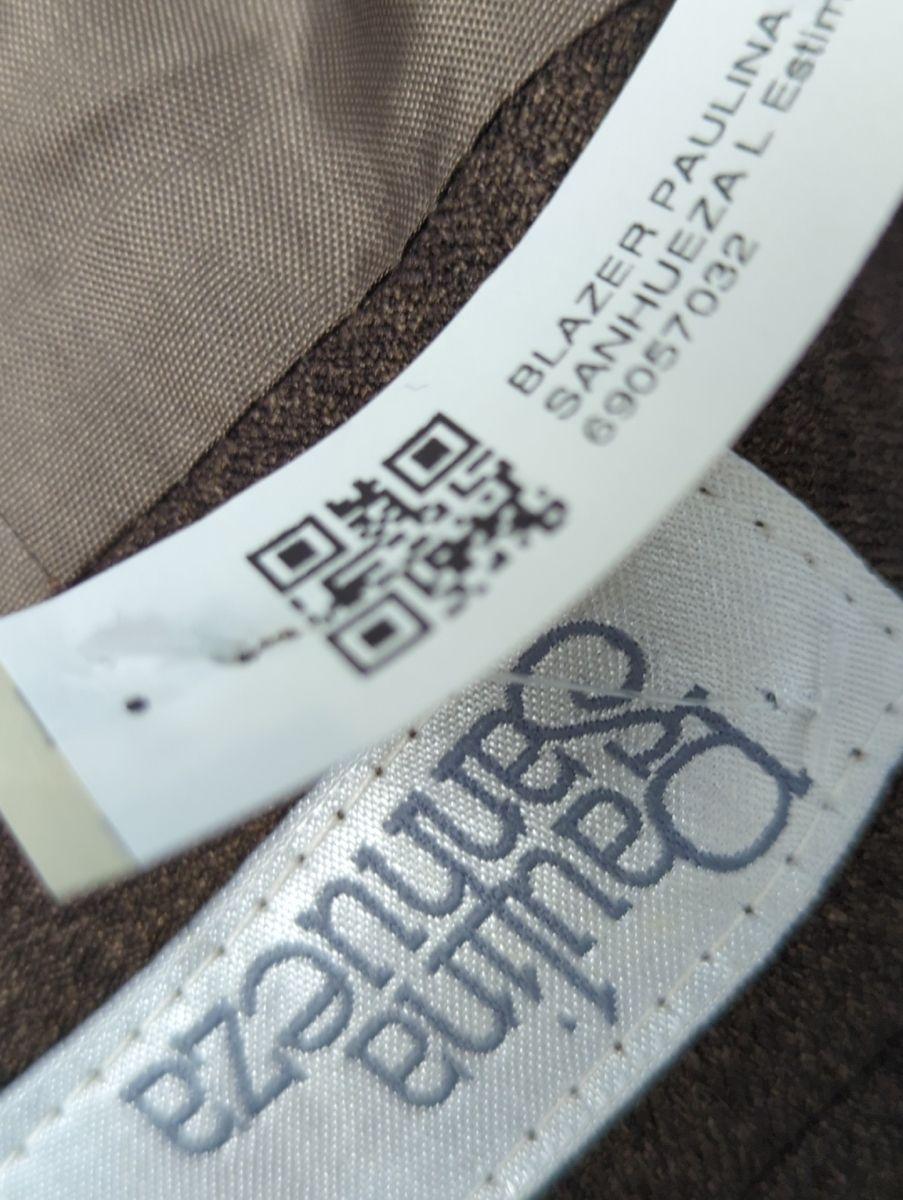 BLAZER PAULINA
SANHUEZA L Estim
69057032
Paulina
Sanhueza